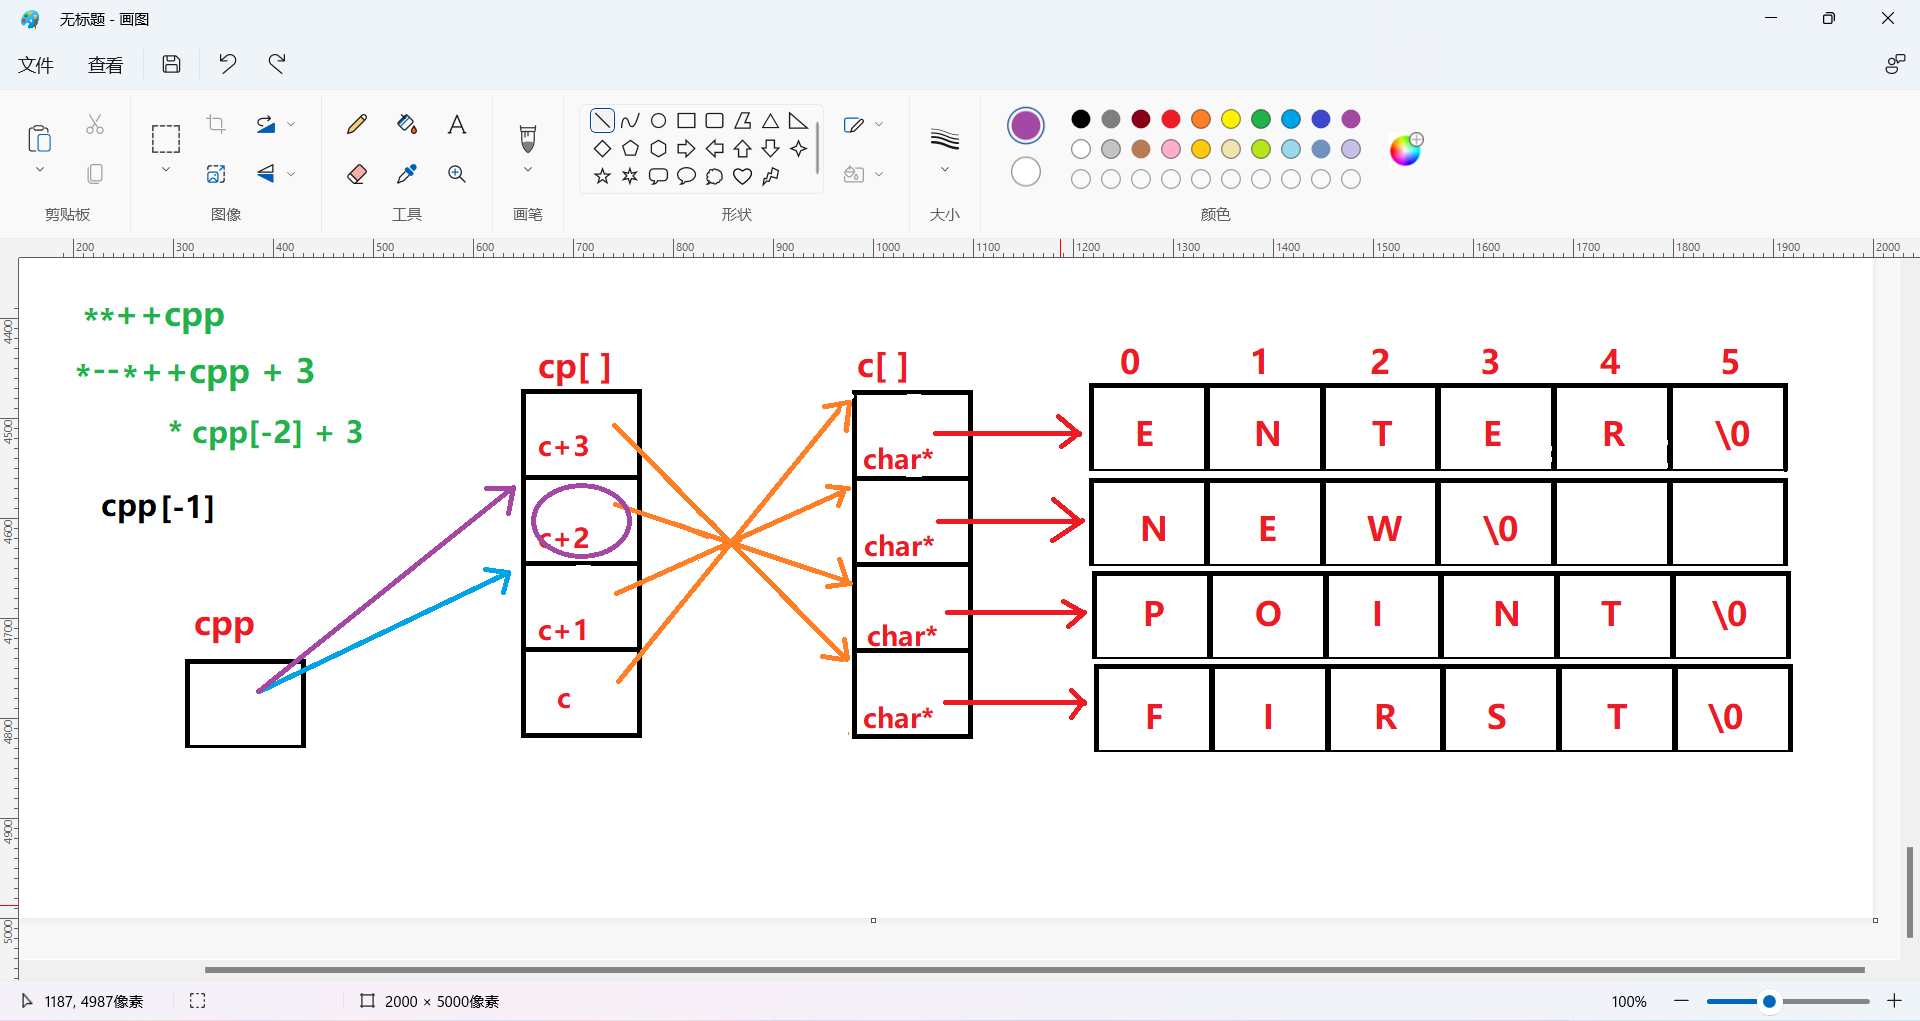 无标题 - 画图
文件 查看
剪贴板 图像 工具 画笔 形状 大小 颜色
200 300 400 500 600 700 800 900 1000 1100 1200 1300 1400 1500 1600 1700 1800 1900 2000
4400
4500
4600
4700
4800
4900
5000
**++cpp
*--*++cpp + 3
* cpp[-2] + 3
cpp[-1]
cpp
cp[ ]
c+3
c+2
c+1
c
c[ ]
char*
char*
char*
char*
0 1 2 3 4 5
E N T E R \0
N E W \0
P O I N T \0
F I R S T \0
1187, 4987像素 2000 × 5000像素 100%